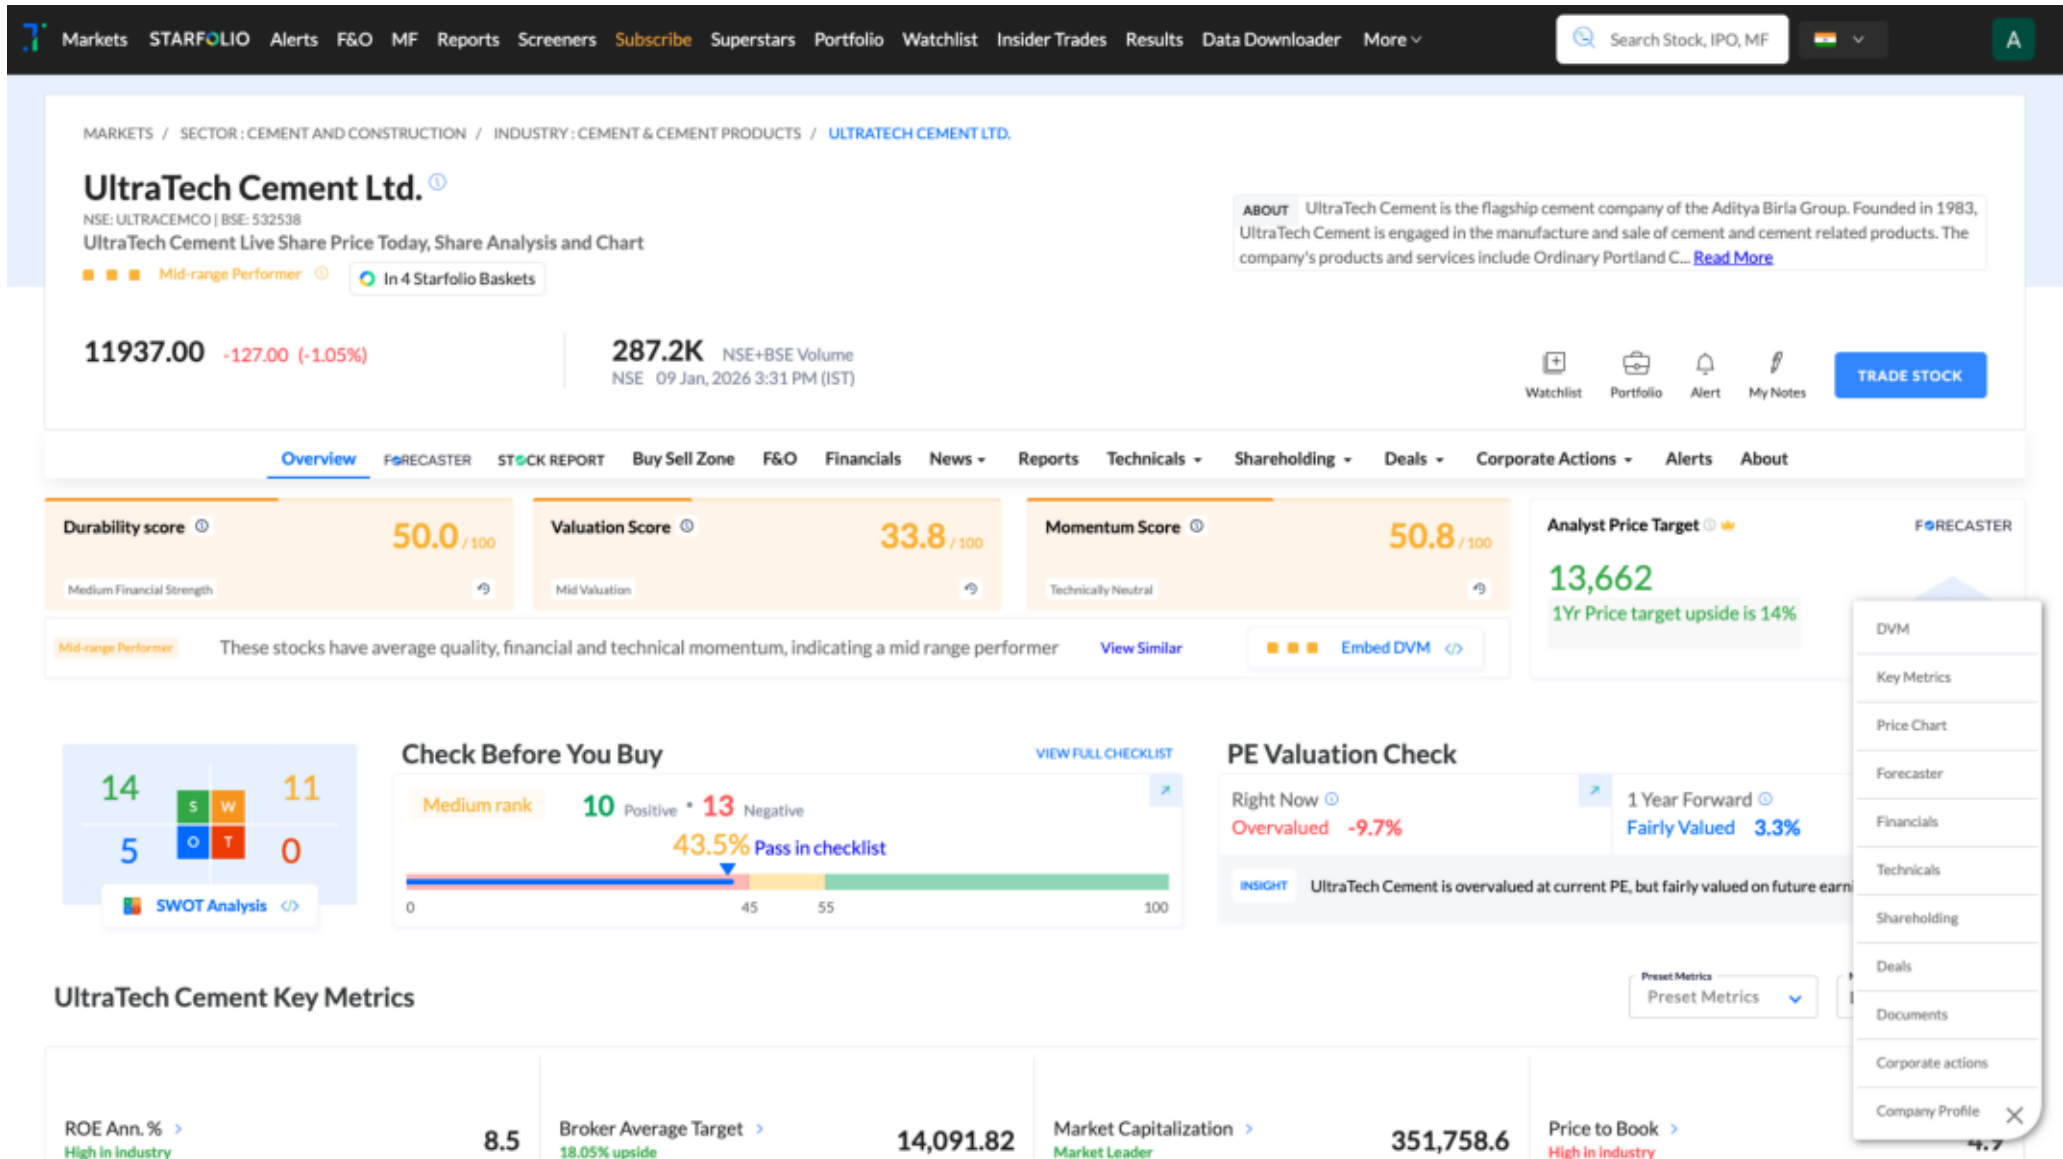 Markets STARFOLIO Alerts F&O MF Reports Screeners Subscribe Superstars Portfolio Watchlist Insider Trades Results Data Downloader More
Search Stock, IPO, MF
A
MARKETS / SECTOR : CEMENT AND CONSTRUCTION / INDUSTRY : CEMENT & CEMENT PRODUCTS / ULTRATECH CEMENT LTD.
UltraTech Cement Ltd.
NSE: ULTRACEMCO | BSE: 532538
UltraTech Cement Live Share Price Today, Share Analysis and Chart
Mid-range Performer
In 4 Starfolio Baskets
ABOUT UltraTech Cement is the flagship cement company of the Aditya Birla Group. Founded in 1983,
UltraTech Cement is engaged in the manufacture and sale of cement and cement related products. The
company's products and services include Ordinary Portland C... Read More
11937.00 -127.00 (-1.05%)
287.2K NSE+BSE Volume
NSE 09 Jan, 2026 3:31 PM (IST)
Watchlist Portfolio Alert My Notes
TRADE STOCK
Overview FORECASTER STOCK REPORT Buy Sell Zone F&O Financials News Reports Technicals Shareholding Deals Corporate Actions Alerts About
Durability score 50.0 / 100
Medium Financial Strength
Valuation Score 33.8 / 100
Mid Valuation
Momentum Score 50.8 / 100
Technically Neutral
Analyst Price Target FORECASTER
13,662
1Yr Price target upside is 14%
Mid-range Performer These stocks have average quality, financial and technical momentum, indicating a mid range performer View Similar Embed DVM </>
14 S W 11
5 O T 0
SWOT Analysis </>
Check Before You Buy VIEW FULL CHECKLIST
Medium rank 10 Positive • 13 Negative
43.5% Pass in checklist
0 45 55 100
PE Valuation Check
Right Now
Overvalued -9.7%
1 Year Forward
Fairly Valued 3.3%
INSIGHT UltraTech Cement is overvalued at current PE, but fairly valued on future earni
DVM
Key Metrics
Price Chart
Forecaster
Financials
Technicals
Shareholding
Deals
Documents
Corporate actions
Company Profile
UltraTech Cement Key Metrics
Preset Metrics
Preset Metrics
ROE Ann. % 8.5
High in industry
Broker Average Target 14,091.82
18.05% upside
Market Capitalization 351,758.6
Market Leader
Price to Book 4.9
High in industry